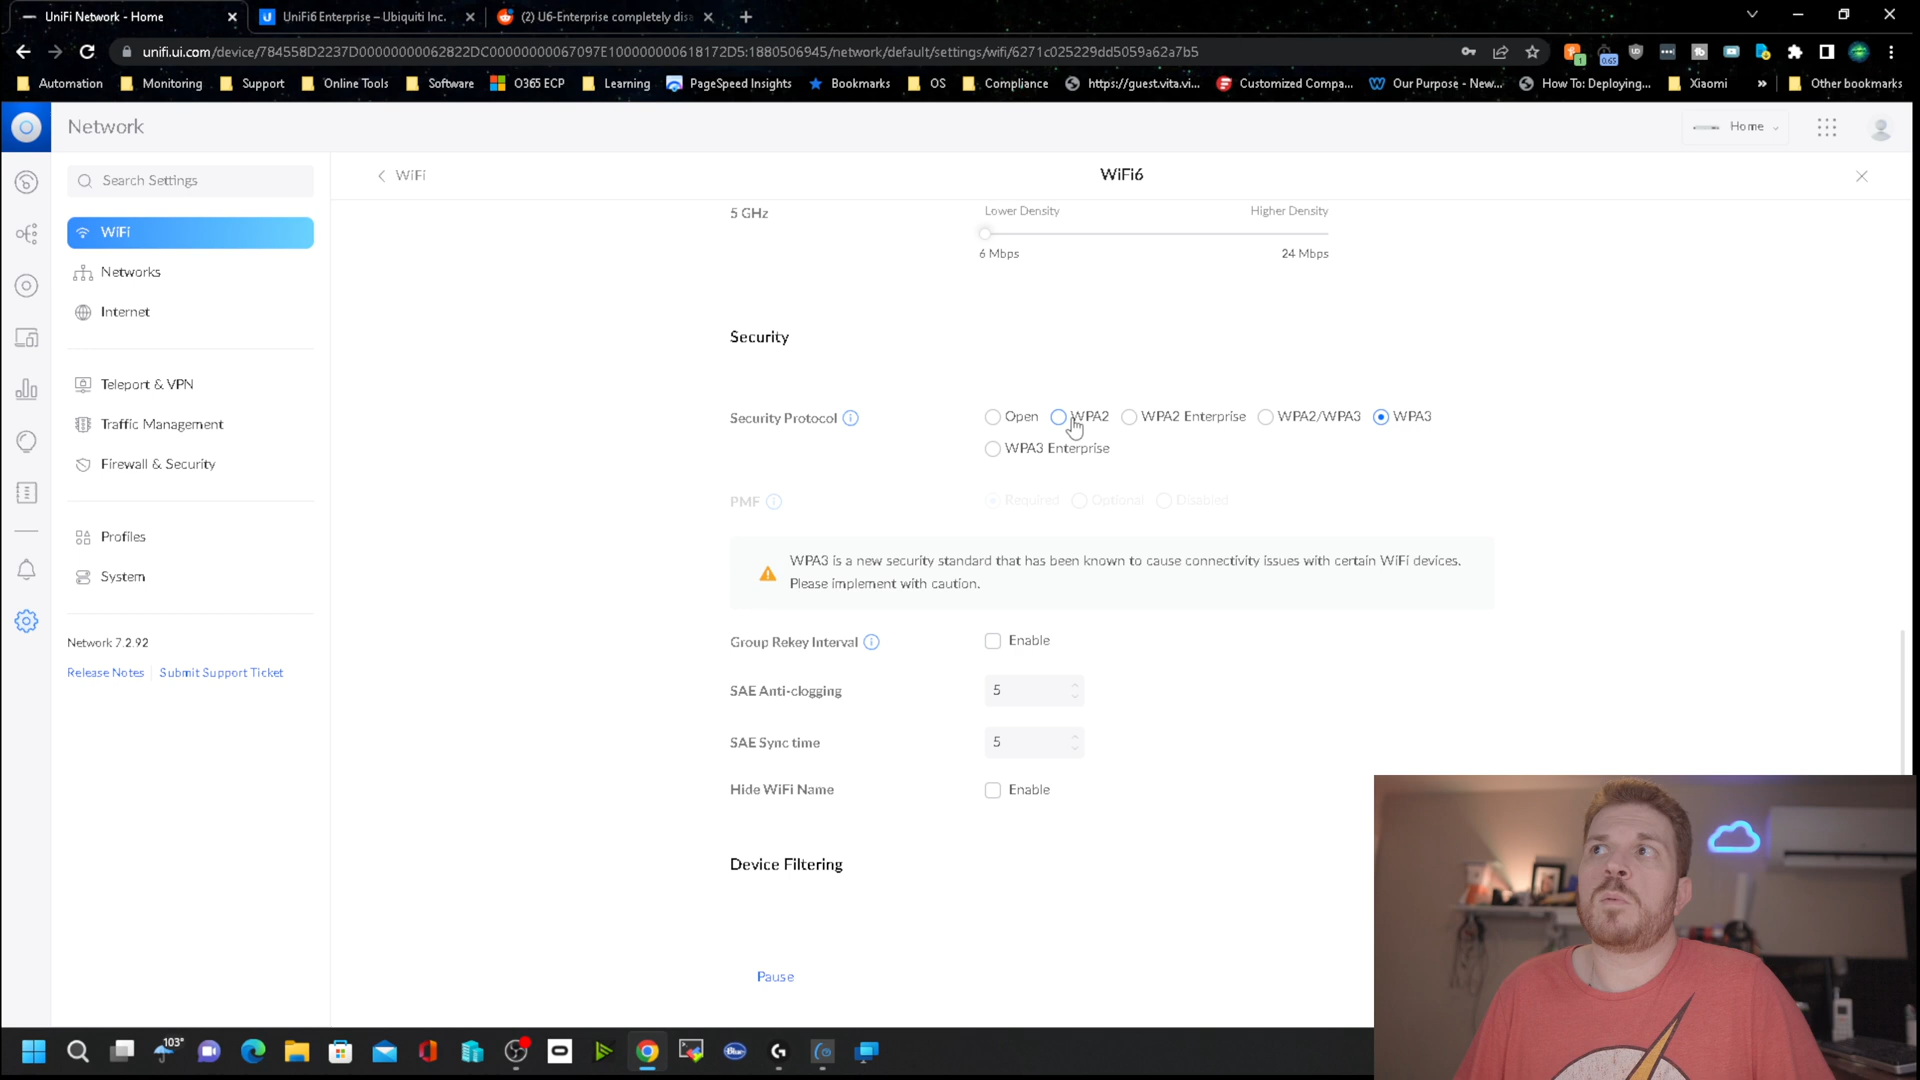 UniFi Network - Home
UniFi6 Enterprise – Ubiquiti Inc.
(2) U6-Enterprise completely disa
unifi.ui.com/device/784558D2237D00000000062822DC00000000067097E100000000618172D5:1880506945/network/default/settings/wifi/6271c025229dd5059a62a7b5
1
0.65
Automation
Monitoring
Support
Online Tools
Software
O365 ECP
Learning
PageSpeed Insights
Bookmarks
OS
Compliance
https://guest.vita.vi...
Customized Compa...
Our Purpose - New...
How To: Deploying...
Xiaomi
»
Other bookmarks
Network
Home
Search Settings
WiFi
WiFi6
WiFi
Networks
Internet
Teleport & VPN
Traffic Management
Firewall & Security
Profiles
System
Network 7.2.92
Release Notes
Submit Support Ticket
5 GHz
Lower Density
Higher Density
6 Mbps
24 Mbps
Security
Security Protocol
Open
WPA2
WPA2 Enterprise
WPA2/WPA3
WPA3
WPA3 Enterprise
PMF
Required
Optional
Disabled
WPA3 is a new security standard that has been known to cause connectivity issues with certain WiFi devices.
Please implement with caution.
Group Rekey Interval
Enable
SAE Anti-clogging
5
SAE Sync time
5
Hide WiFi Name
Enable
Device Filtering
Pause
103°